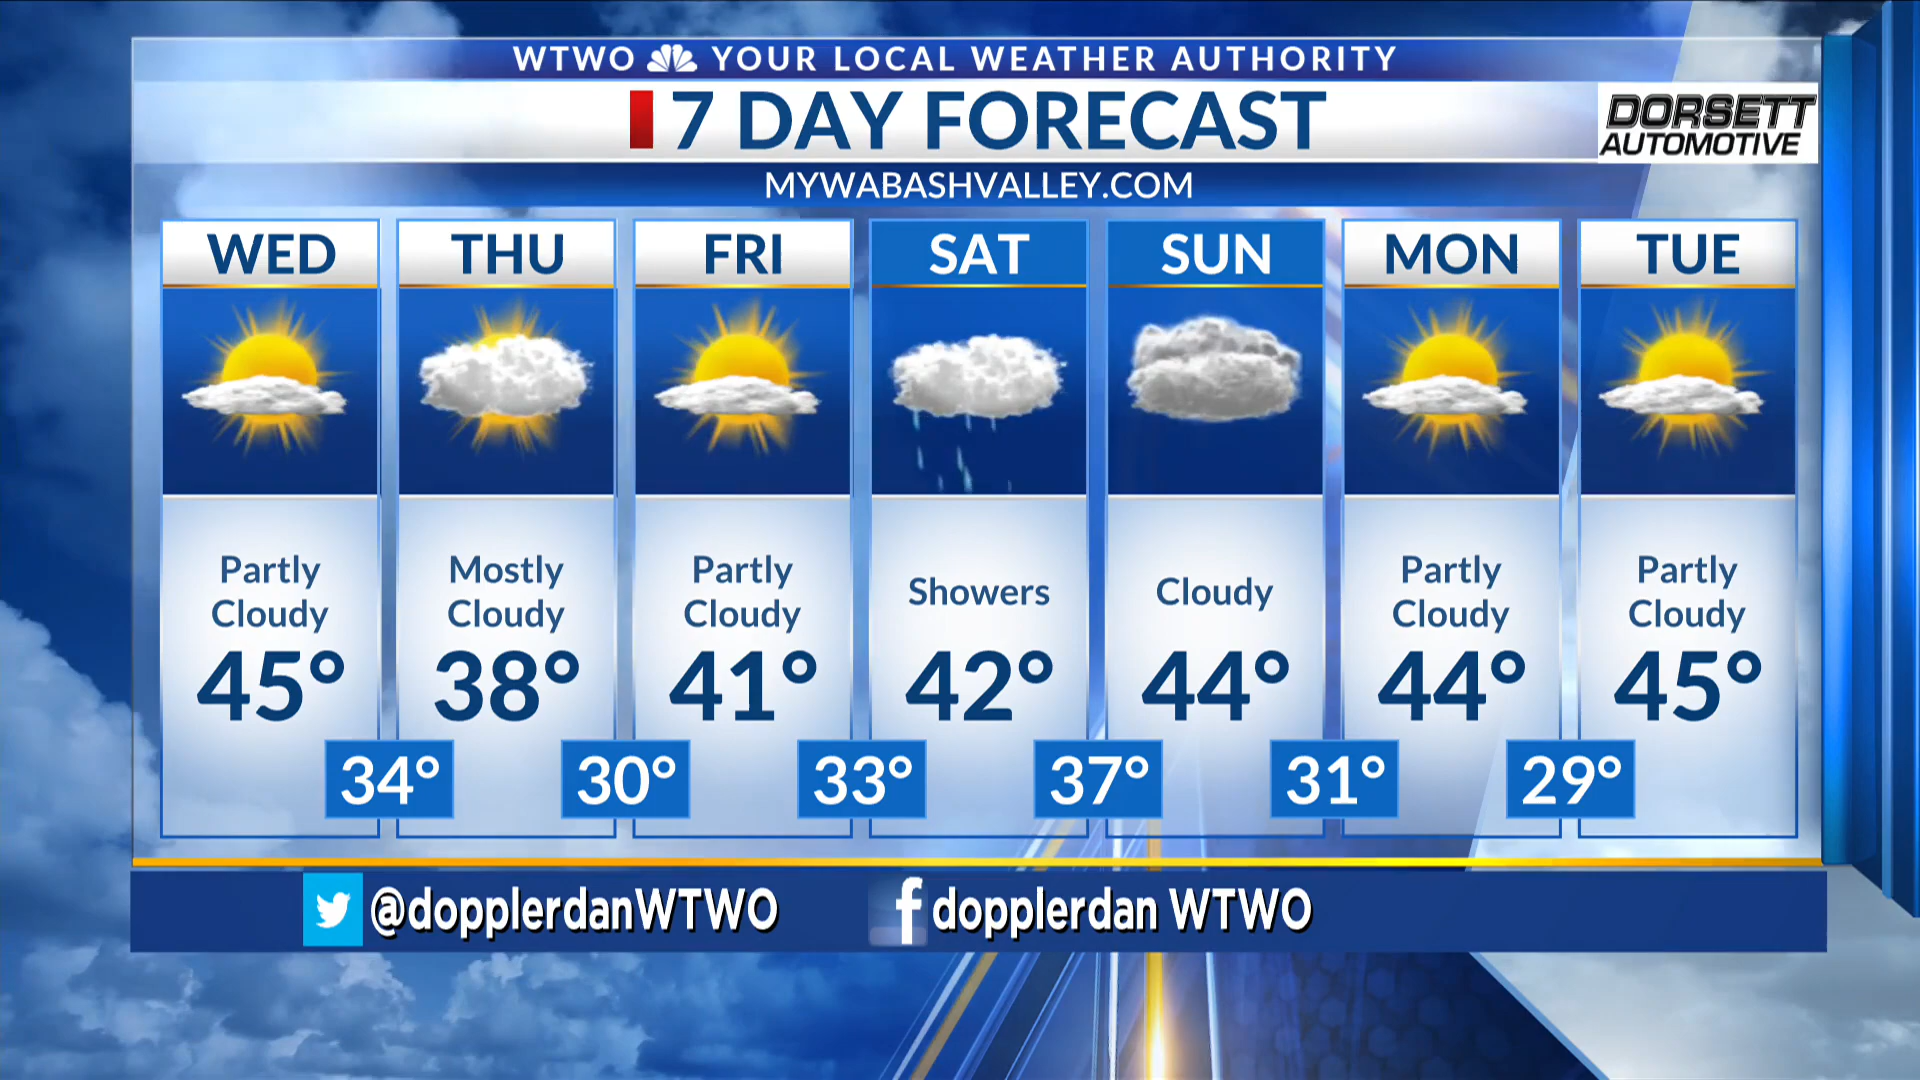 WTWO YOUR LOCAL WEATHER AUTHORITY
7 DAY FORECAST
DORSETT
AUTOMOTIVE
MYWABASHVALLEY.COM
WED THU FRI SAT SUN MON TUE
Partly Cloudy
Mostly Cloudy
Partly Cloudy
Showers
Cloudy
Partly Cloudy
Partly Cloudy
45° 38° 41° 42° 44° 44° 45°
34° 30° 33° 37° 31° 29°
@dopplerdanWTWO f dopplerdan WTWO